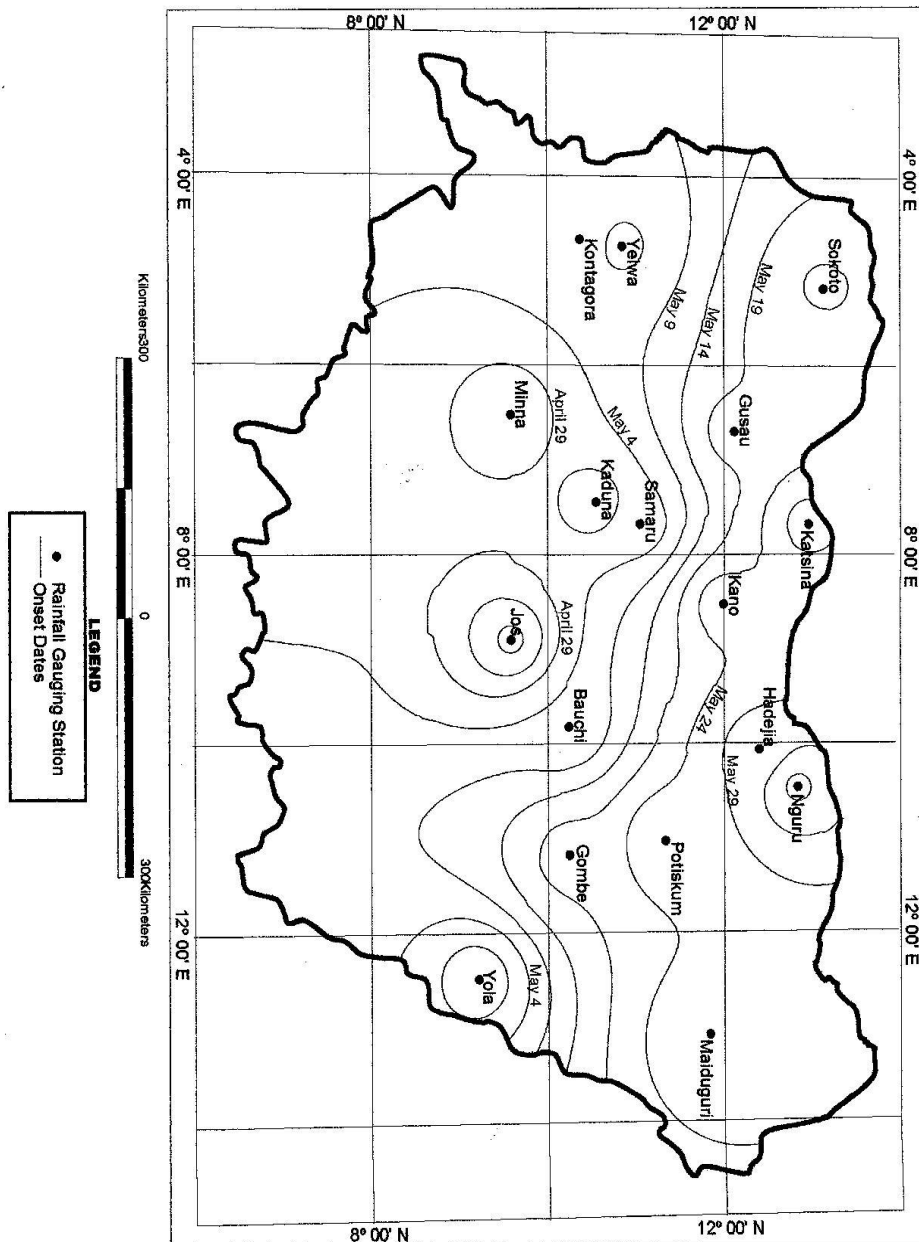 8° 00' N
12° 00' N
4° 00' E
4° 00' E
Sokoto
Yelwa
Kontagora
May 9
May 14
May 19
Gusau
Minna
April 29
May 4
Kaduna
Samaru
Katsina
8° 00' E
8° 00' E
Kano
Jos
April 29
Bauchi
May 24
Hadejia
May 29
Nguru
Potiskum
Gombe
12° 00' E
12° 00' E
Yola
May 4
Maiduguri
8° 00' N
12° 00' N
Kilometers300
0
300Kilometers
LEGEND
Rainfall Gauging Station
Onset Dates